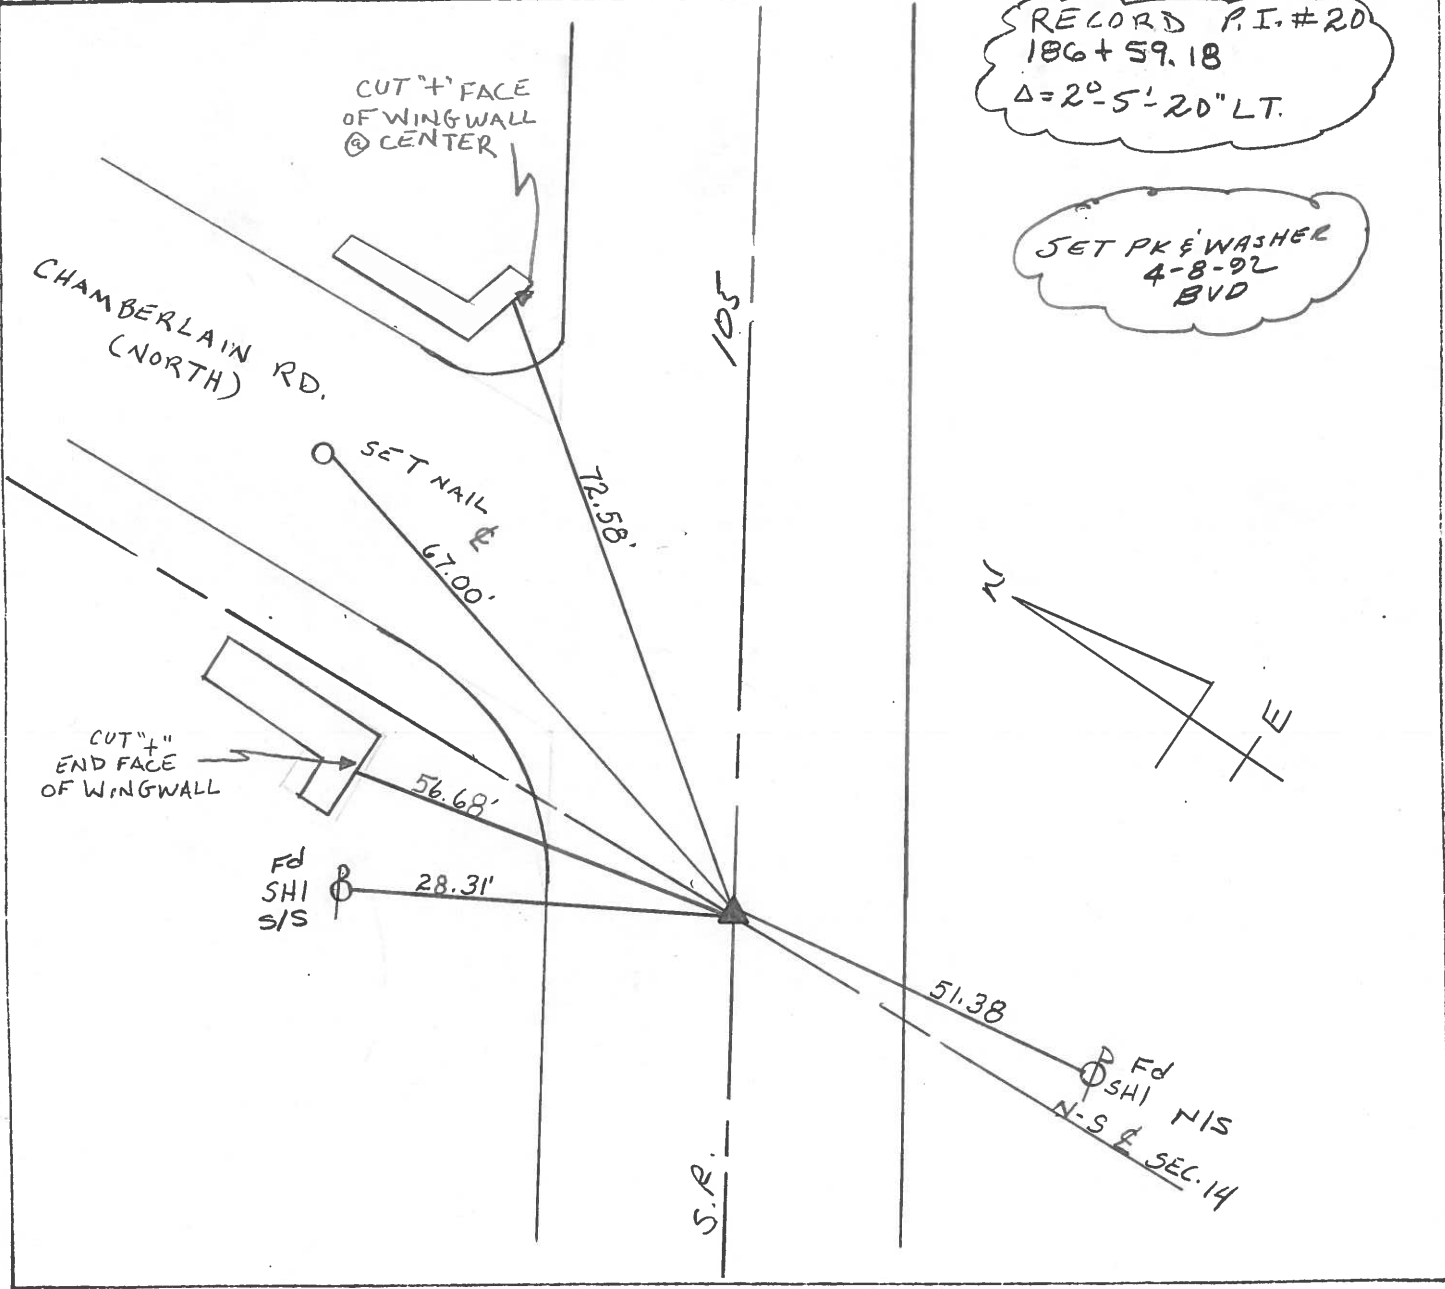 RECORD P.I. #20
186+59.18
Δ=2°-5'-20" LT.
CUT "+" FACE
OF WINGWALL
@ CENTER
SET PK & WASHER
4-8-92
BVD
CHAMBERLAIN RD.
(NORTH)
105
SET NAIL
℄
72.58'
67.00'
N
E
CUT "+"
END FACE
OF WINGWALL
56.68'
Fd
SHI
S/S
28.31'
51.38
Fd
SHI N/S
N-S ℄ SEC. 14
S.R.